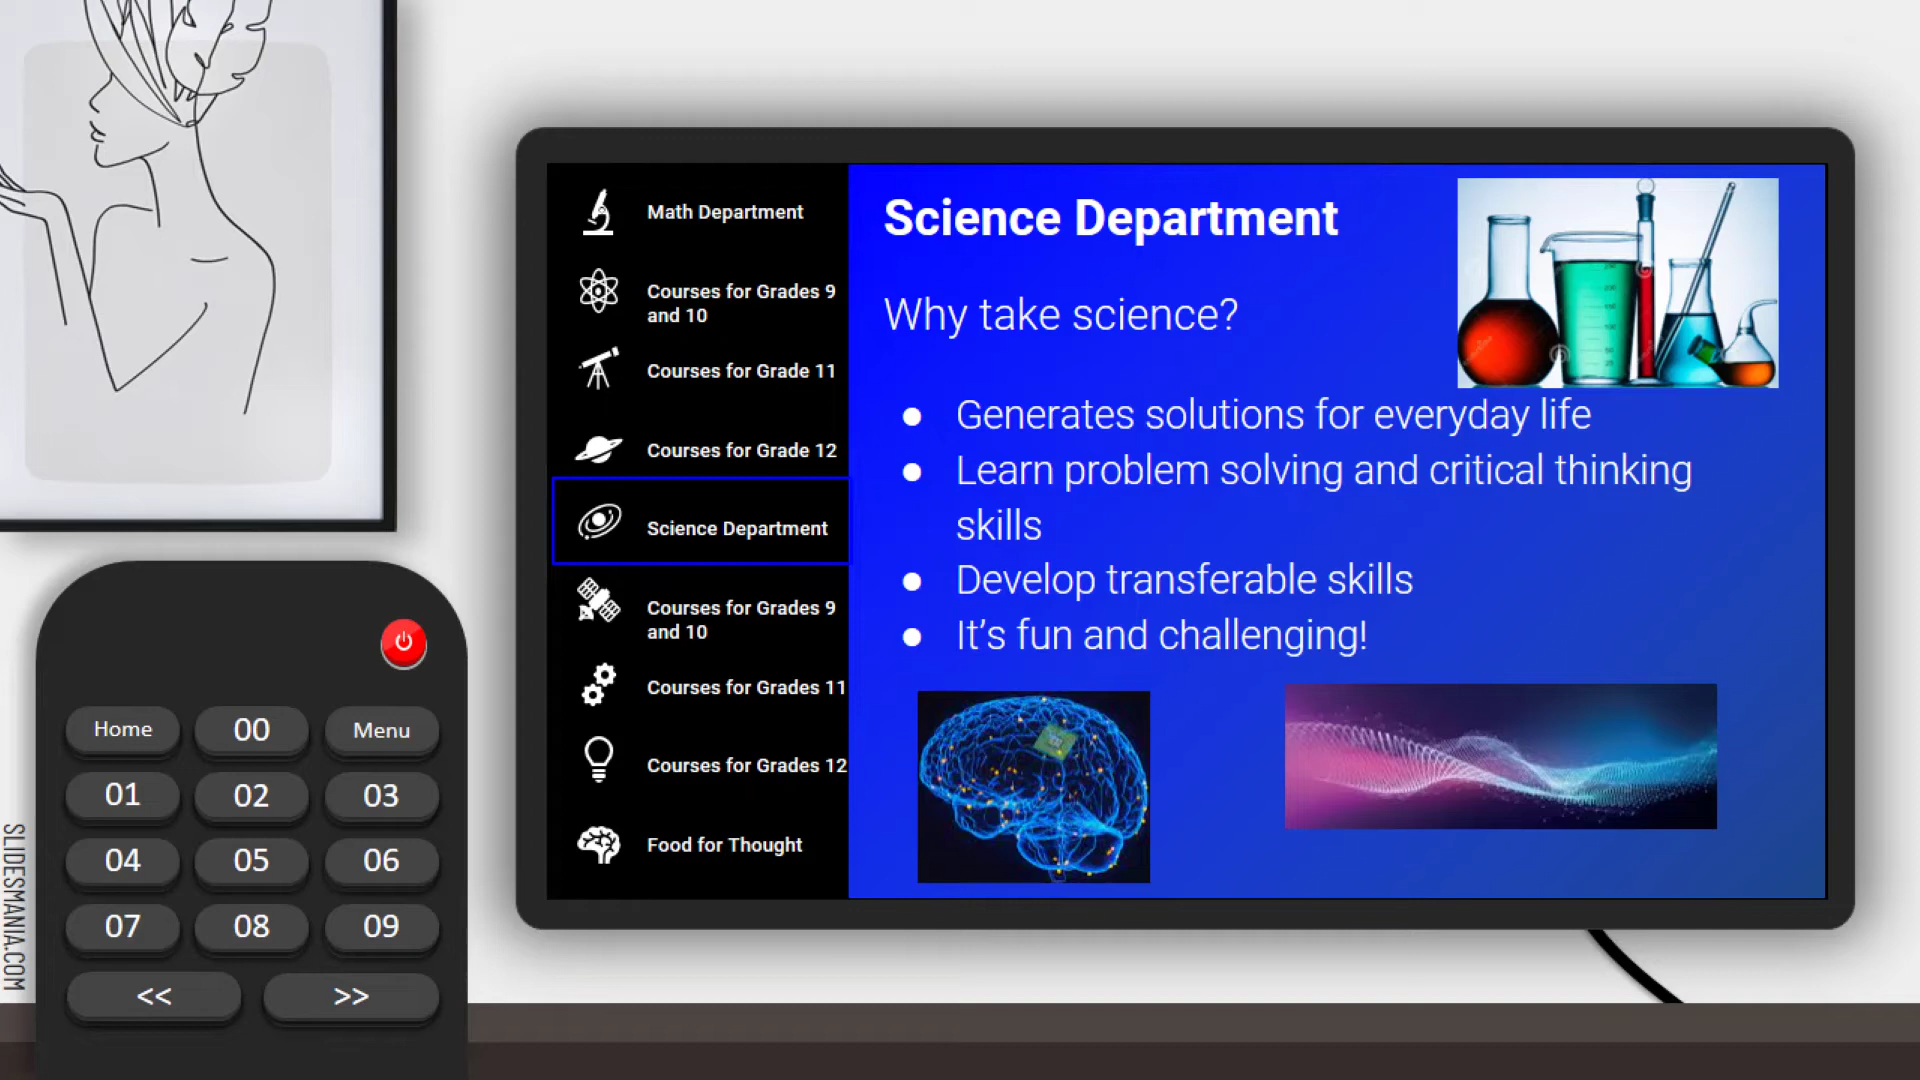 Math Department
Courses for Grades 9
and 10
Courses for Grade 11
Courses for Grade 12
Science Department
Courses for Grades 9
and 10
Courses for Grades 11
Courses for Grades 12
Food for Thought
Science Department
Why take science?
● Generates solutions for everyday life
● Learn problem solving and critical thinking
skills
● Develop transferable skills
● It's fun and challenging!
Home 00 Menu
01 02 03
04 05 06
07 08 09
<< >>
SLIDESMANIA.COM